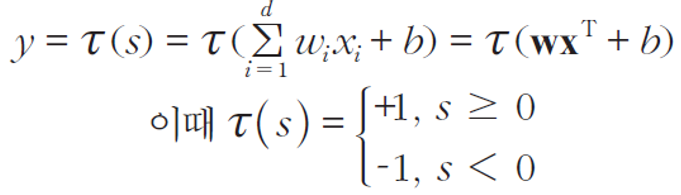 y = τ(s) = τ(∑_{i=1}^{d} w_i x_i + b) = τ(𝐰𝐱^T + b)
이때 τ(s) = { +1, s ≥ 0
-1, s < 0